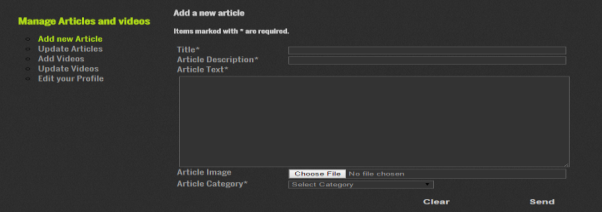 Manage Articles and videos
Add new Article
Update Articles
Add Videos
Update Videos
Edit your Profile
Add a new article
Items marked with * are required.
Title*
Article Description*
Article Text*
Article Image Choose File No file chosen
Article Category* Select Category
Clear Send